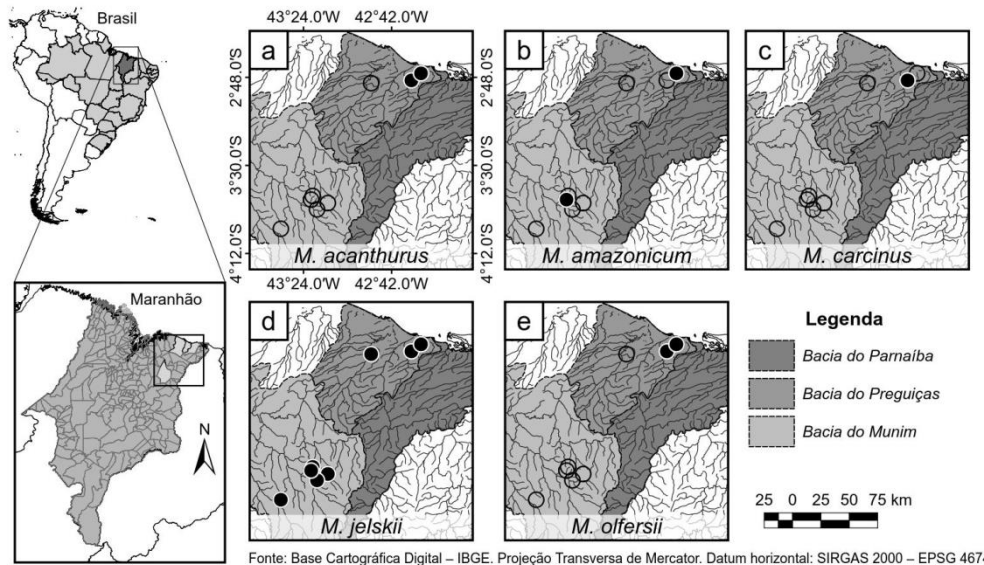 Brasil
Maranhão
N
43°24.0'W 42°42.0'W
2°48.0'S
3°30.0'S
4°12.0'S
a
M. acanthurus
b
M. amazonicum
c
M. carcinus
43°24.0'W 42°42.0'W
2°48.0'S
3°30.0'S
4°12.0'S
d
M. jelskii
e
M. olfersii
Legenda
Bacia do Parnaíba
Bacia do Preguiças
Bacia do Munim
25 0 25 50 75 km
Fonte: Base Cartográfica Digital – IBGE. Projeção Transversa de Mercator. Datum horizontal: SIRGAS 2000 – EPSG 4674